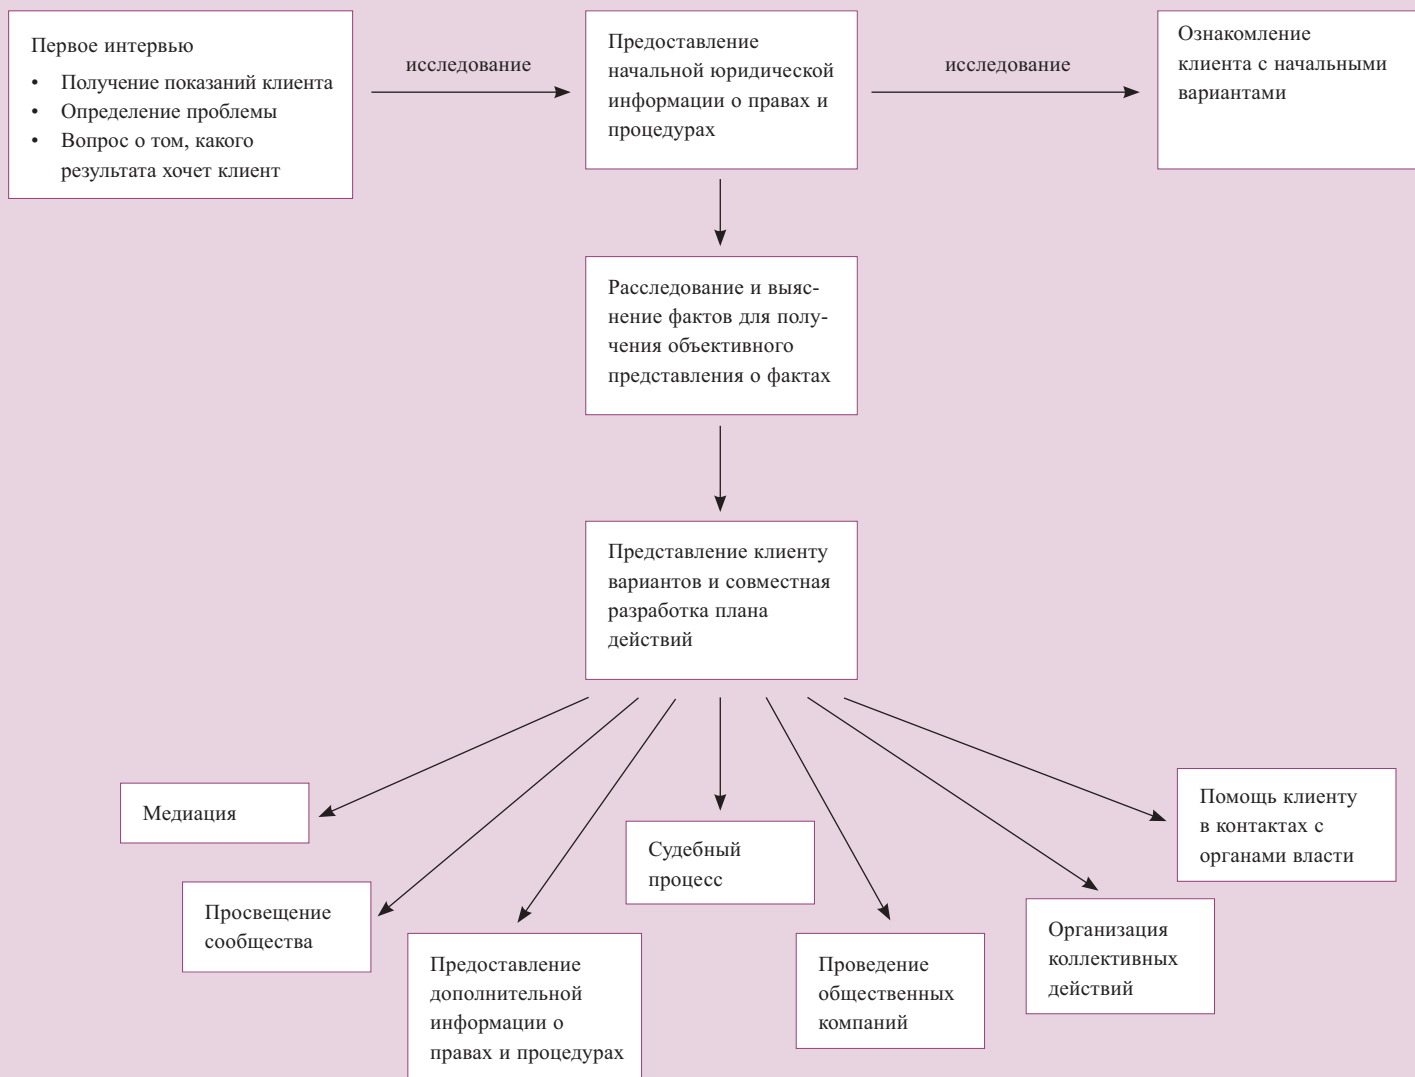 Первое интервью
• Получение показаний клиента
• Определение проблемы
• Вопрос о том, какого
результата хочет клиент
исследование
Предоставление
начальной юридической
информации о правах и
процедурах
исследование
Ознакомление
клиента с начальными
вариантами
Расследование и выяс-
нение фактов для полу-
чения объективного
представления о фактах
Представление клиенту
вариантов и совместная
разработка плана
действий
Медиация
Просвещение
сообщества
Предоставление
дополнительной
информации о
правах и процедурах
Судебный
процесс
Проведение
общественных
компаний
Организация
коллективных
действий
Помощь клиенту
в контактах с
органами власти